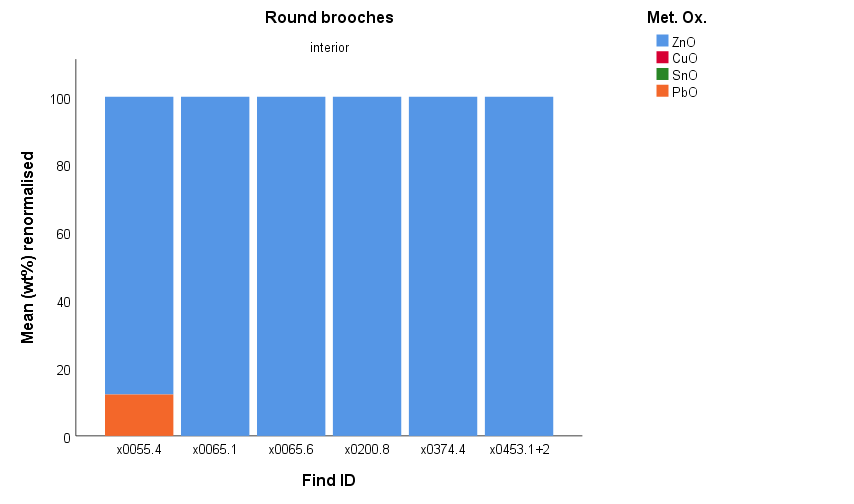 Round brooches
interior
Met. Ox.
ZnO
CuO
SnO
PbO
Mean (wt%) renormalised
100
80
60
40
20
0
x0055.4 x0065.1 x0065.6 x0200.8 x0374.4 x0453.1+2
Find ID